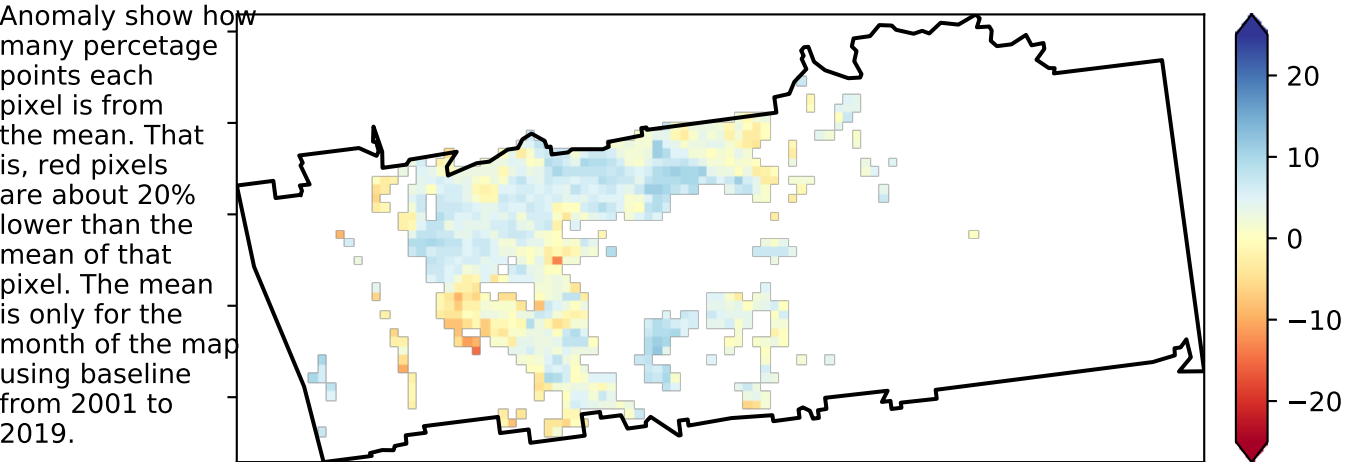 Anomaly show how
many percetage
points each
pixel is from
the mean. That
is, red pixels
are about 20%
lower than the
mean of that
pixel. The mean
is only for the
month of the map
using baseline
from 2001 to
2019.
20
10
0
−10
−20